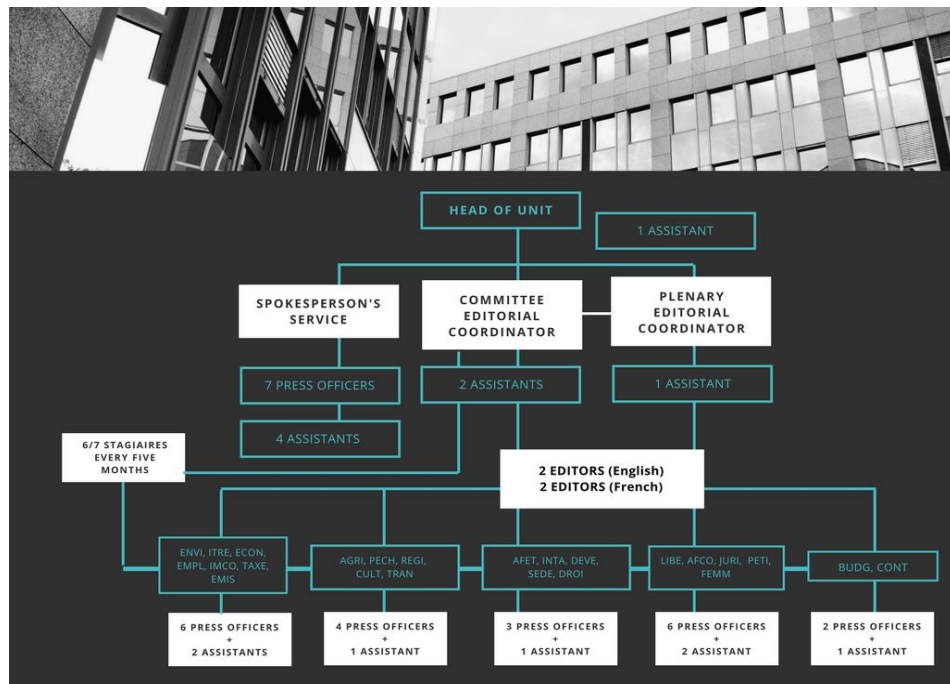 HEAD OF UNIT
1 ASSISTANT
SPOKESPERSON'S
SERVICE
COMMITTEE
EDITORIAL
COORDINATOR
PLENARY
EDITORIAL
COORDINATOR
7 PRESS OFFICERS
2 ASSISTANTS
1 ASSISTANT
4 ASSISTANTS
6/7 STAGIAIRES
EVERY FIVE
MONTHS
2 EDITORS (English)
2 EDITORS (French)
ENVI, ITRE, ECON,
EMPL, IMCO, TAXE,
EMIS
AGRI, PECH, REGI,
CULT, TRAN
AFET, INTA, DEVE,
SEDE, DROI
LIBE, AFCO, JURI, PETI,
FEMM
BUDG, CONT
6 PRESS OFFICERS
+
2 ASSISTANTS
4 PRESS OFFICERS
+
1 ASSISTANT
3 PRESS OFFICERS
+
1 ASSISTANT
6 PRESS OFFICERS
+
2 ASSISTANT
2 PRESS OFFICERS
+
1 ASSISTANT